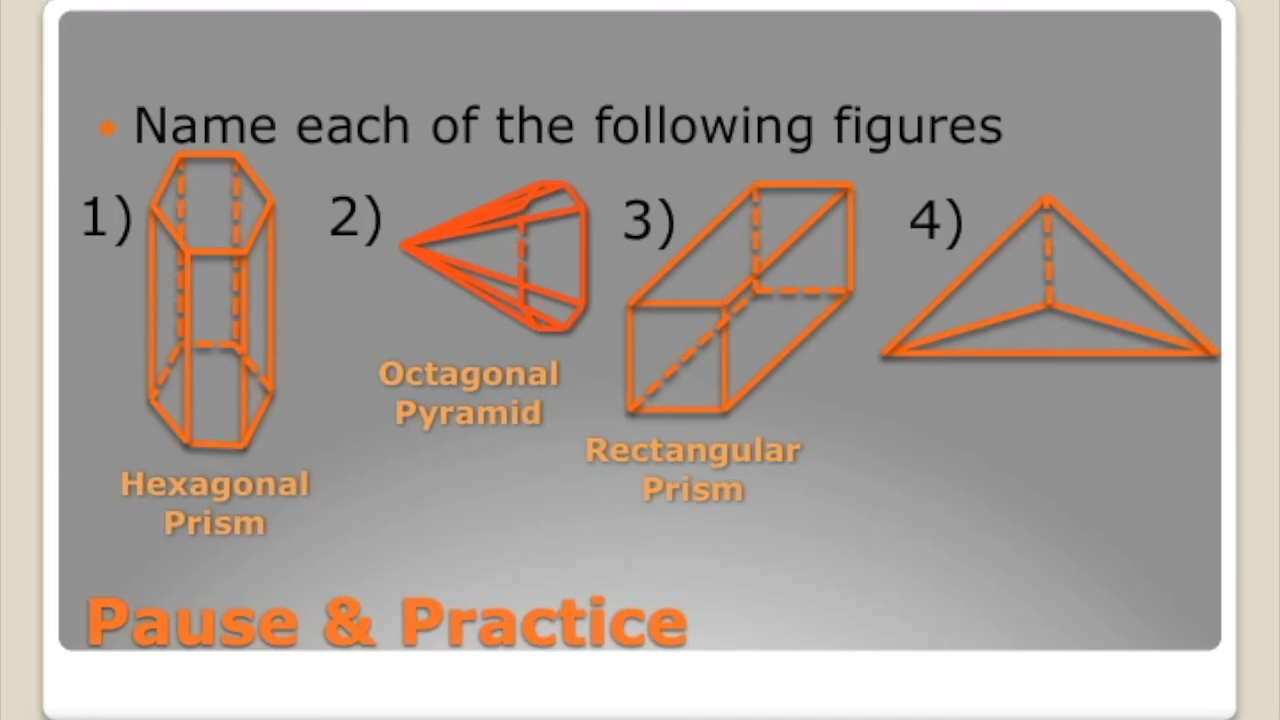 Name each of the following figures
1)
2)
3)
4)
Octagonal
Pyramid
Rectangular
Prism
Hexagonal
Prism
Pause & Practice